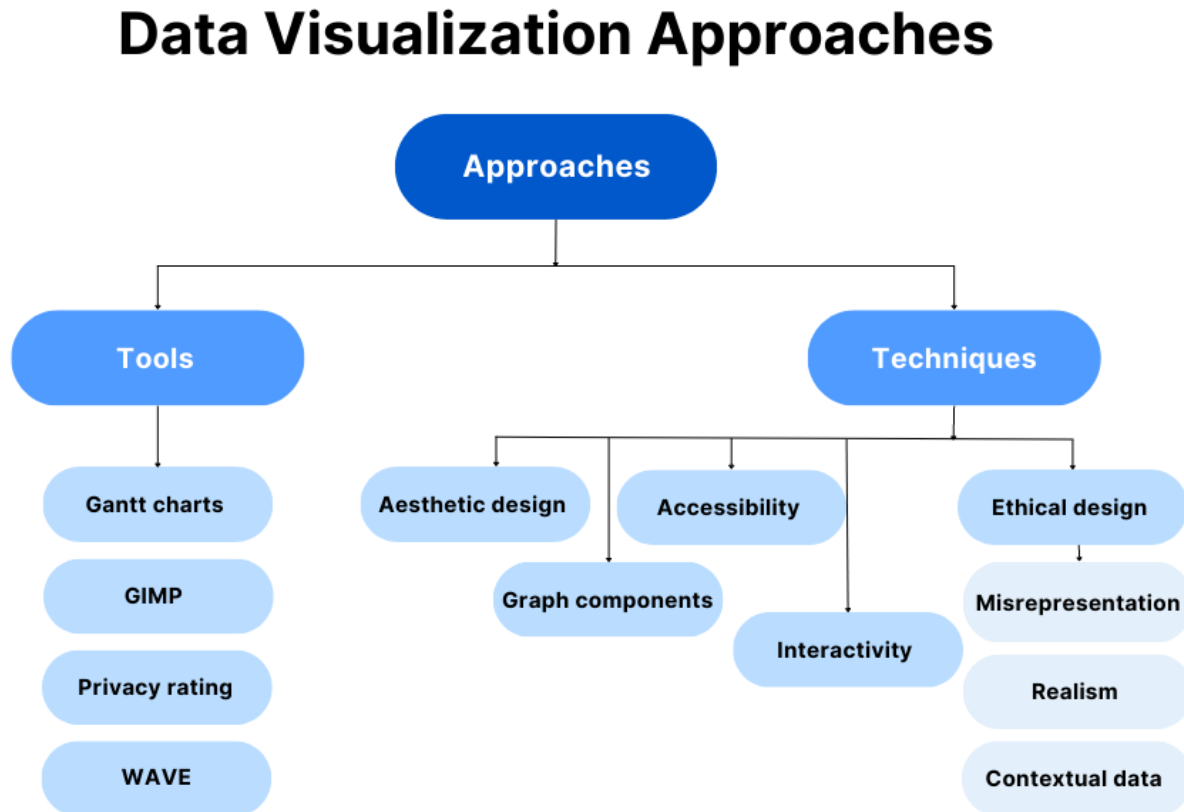 Data Visualization Approaches
Approaches
Tools
Techniques
Gantt charts
GIMP
Privacy rating
WAVE
Aesthetic design
Graph components
Accessibility
Interactivity
Ethical design
Misrepresentation
Realism
Contextual data